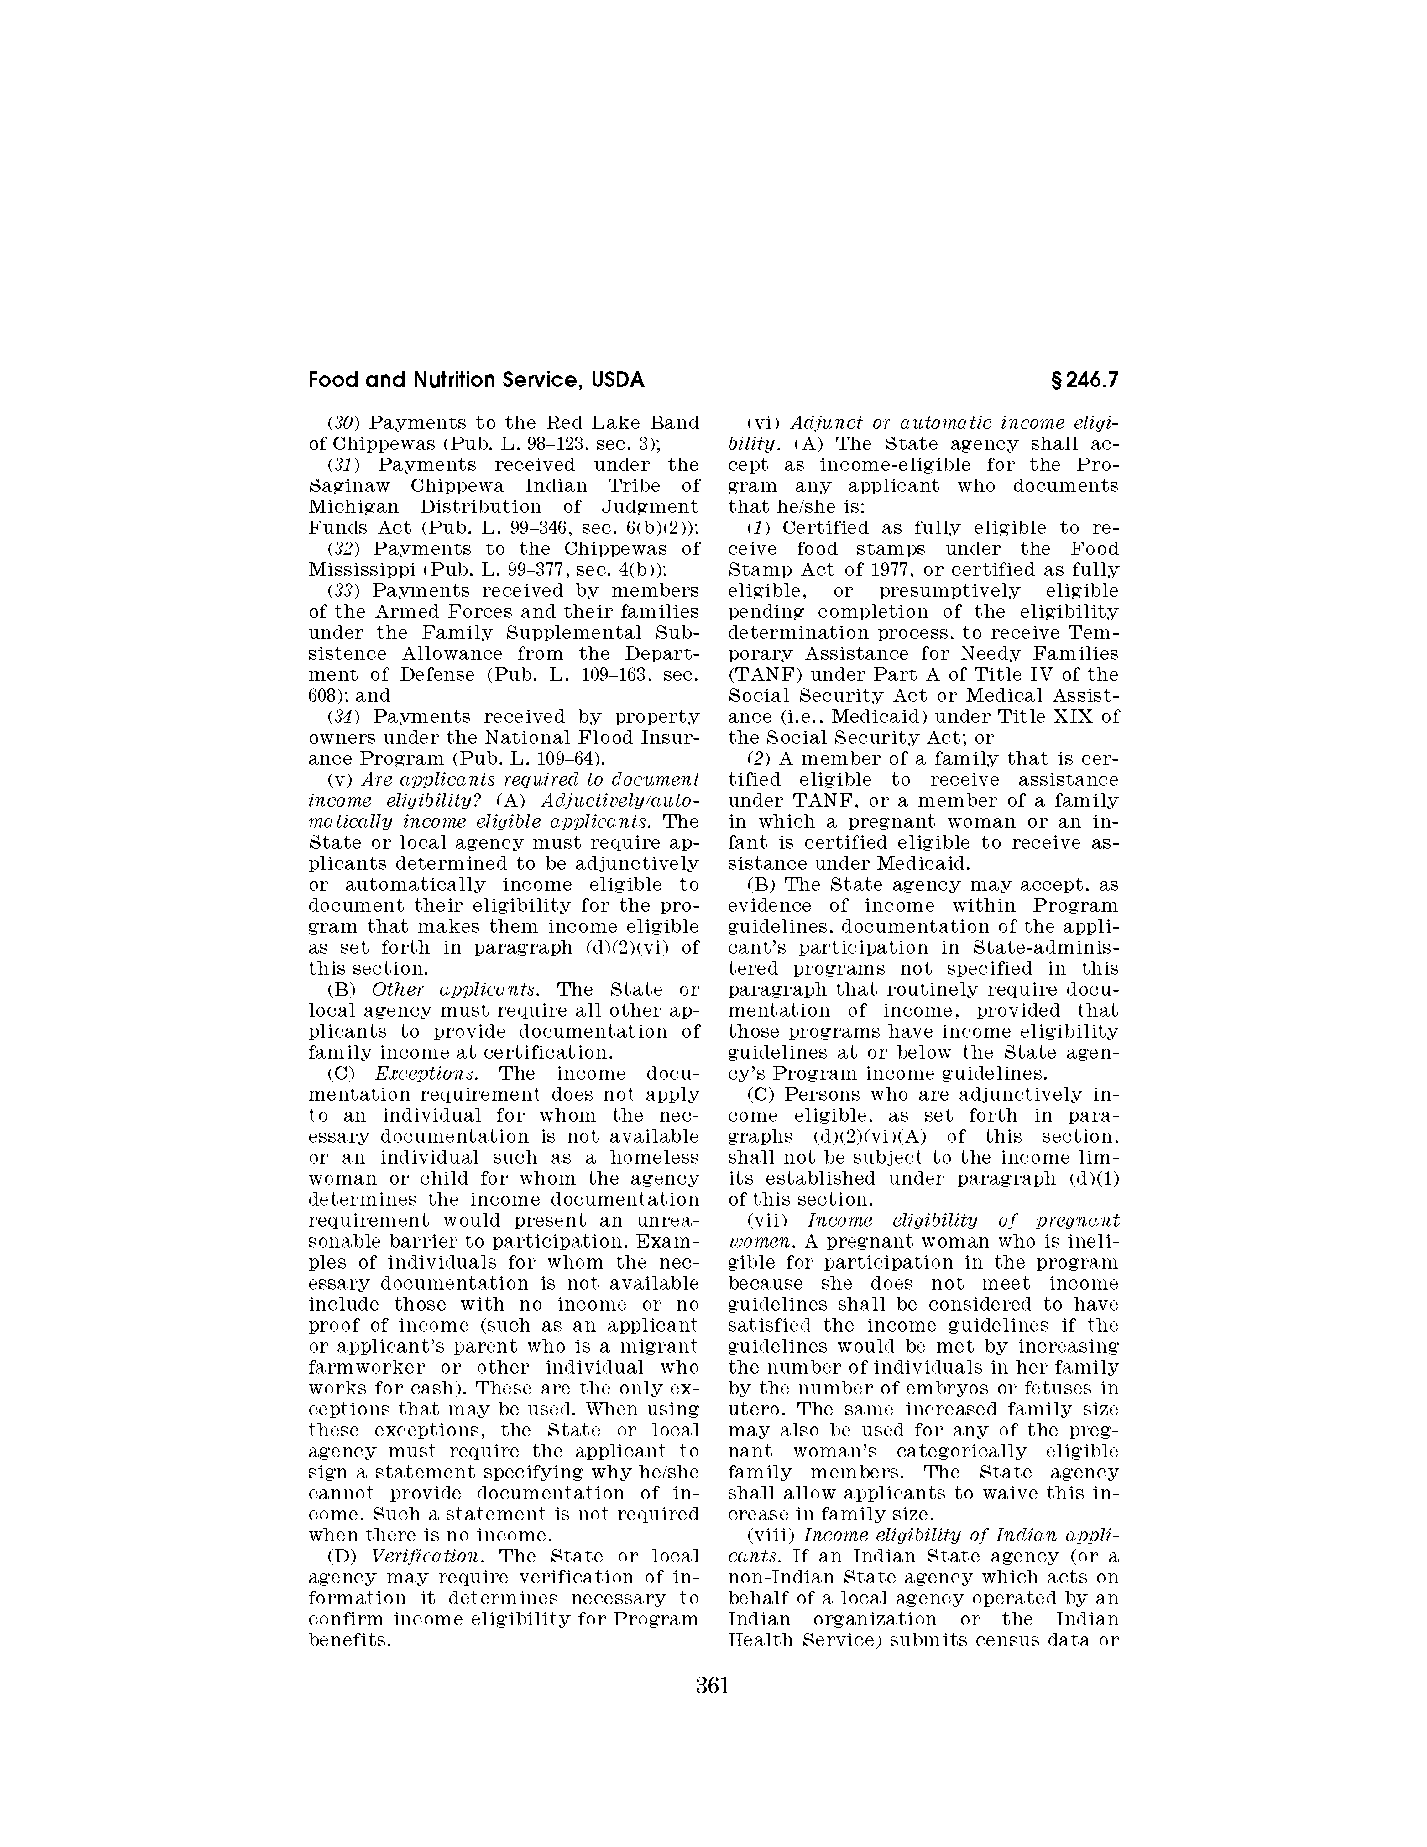 Food and Nutrition Service, USDA
§ 246.7
(30) Payments to the Red Lake Band
of Chippewas (Pub. L. 98–123, sec. 3);
(31) Payments received under the
Saginaw Chippewa Indian Tribe of
Michigan Distribution of Judgment
Funds Act (Pub. L. 99–346, sec. 6(b)(2));
(32) Payments to the Chippewas of
Mississippi (Pub. L. 99–377, sec. 4(b));
(33) Payments received by members
of the Armed Forces and their families
under the Family Supplemental Sub-
sistence Allowance from the Depart-
ment of Defense (Pub. L. 109–163, sec.
608); and
(34) Payments received by property
owners under the National Flood Insur-
ance Program (Pub. L. 109–64).
(v) Are applicants required to document
income eligibility? (A) Adjuctively/auto-
matically income eligible applicants. The
State or local agency must require ap-
plicants determined to be adjunctively
or automatically income eligible to
document their eligibility for the pro-
gram that makes them income eligible
as set forth in paragraph (d)(2)(vi) of
this section.
(B) Other applicants. The State or
local agency must require all other ap-
plicants to provide documentation of
family income at certification.
(C) Exceptions. The income docu-
mentation requirement does not apply
to an individual for whom the nec-
essary documentation is not available
or an individual such as a homeless
woman or child for whom the agency
determines the income documentation
requirement would present an unrea-
sonable barrier to participation. Exam-
ples of individuals for whom the nec-
essary documentation is not available
include those with no income or no
proof of income (such as an applicant
or applicant's parent who is a migrant
farmworker or other individual who
works for cash). These are the only ex-
ceptions that may be used. When using
these exceptions, the State or local
agency must require the applicant to
sign a statement specifying why he/she
cannot provide documentation of in-
come. Such a statement is not required
when there is no income.
(D) Verification. The State or local
agency may require verification of in-
formation it determines necessary to
confirm income eligibility for Program
benefits.
(vi) Adjunct or automatic income eligi-
bility. (A) The State agency shall ac-
cept as income-eligible for the Pro-
gram any applicant who documents
that he/she is:
(1) Certified as fully eligible to re-
ceive food stamps under the Food
Stamp Act of 1977, or certified as fully
eligible, or presumptively eligible
pending completion of the eligibility
determination process, to receive Tem-
porary Assistance for Needy Families
(TANF) under Part A of Title IV of the
Social Security Act or Medical Assist-
ance (i.e., Medicaid) under Title XIX of
the Social Security Act; or
(2) A member of a family that is cer-
tified eligible to receive assistance
under TANF, or a member of a family
in which a pregnant woman or an in-
fant is certified eligible to receive as-
sistance under Medicaid.
(B) The State agency may accept, as
evidence of income within Program
guidelines, documentation of the appli-
cant's participation in State-adminis-
tered programs not specified in this
paragraph that routinely require docu-
mentation of income, provided that
those programs have income eligibility
guidelines at or below the State agen-
cy's Program income guidelines.
(C) Persons who are adjunctively in-
come eligible, as set forth in para-
graphs (d)(2)(vi)(A) of this section,
shall not be subject to the income lim-
its established under paragraph (d)(1)
of this section.
(vii) Income eligibility of pregnant
women. A pregnant woman who is ineli-
gible for participation in the program
because she does not meet income
guidelines shall be considered to have
satisfied the income guidelines if the
guidelines would be met by increasing
the number of individuals in her family
by the number of embryos or fetuses in
utero. The same increased family size
may also be used for any of the preg-
nant woman's categorically eligible
family members. The State agency
shall allow applicants to waive this in-
crease in family size.
(viii) Income eligibility of Indian appli-
cants. If an Indian State agency (or a
non-Indian State agency which acts on
behalf of a local agency operated by an
Indian organization or the Indian
Health Service) submits census data or
361